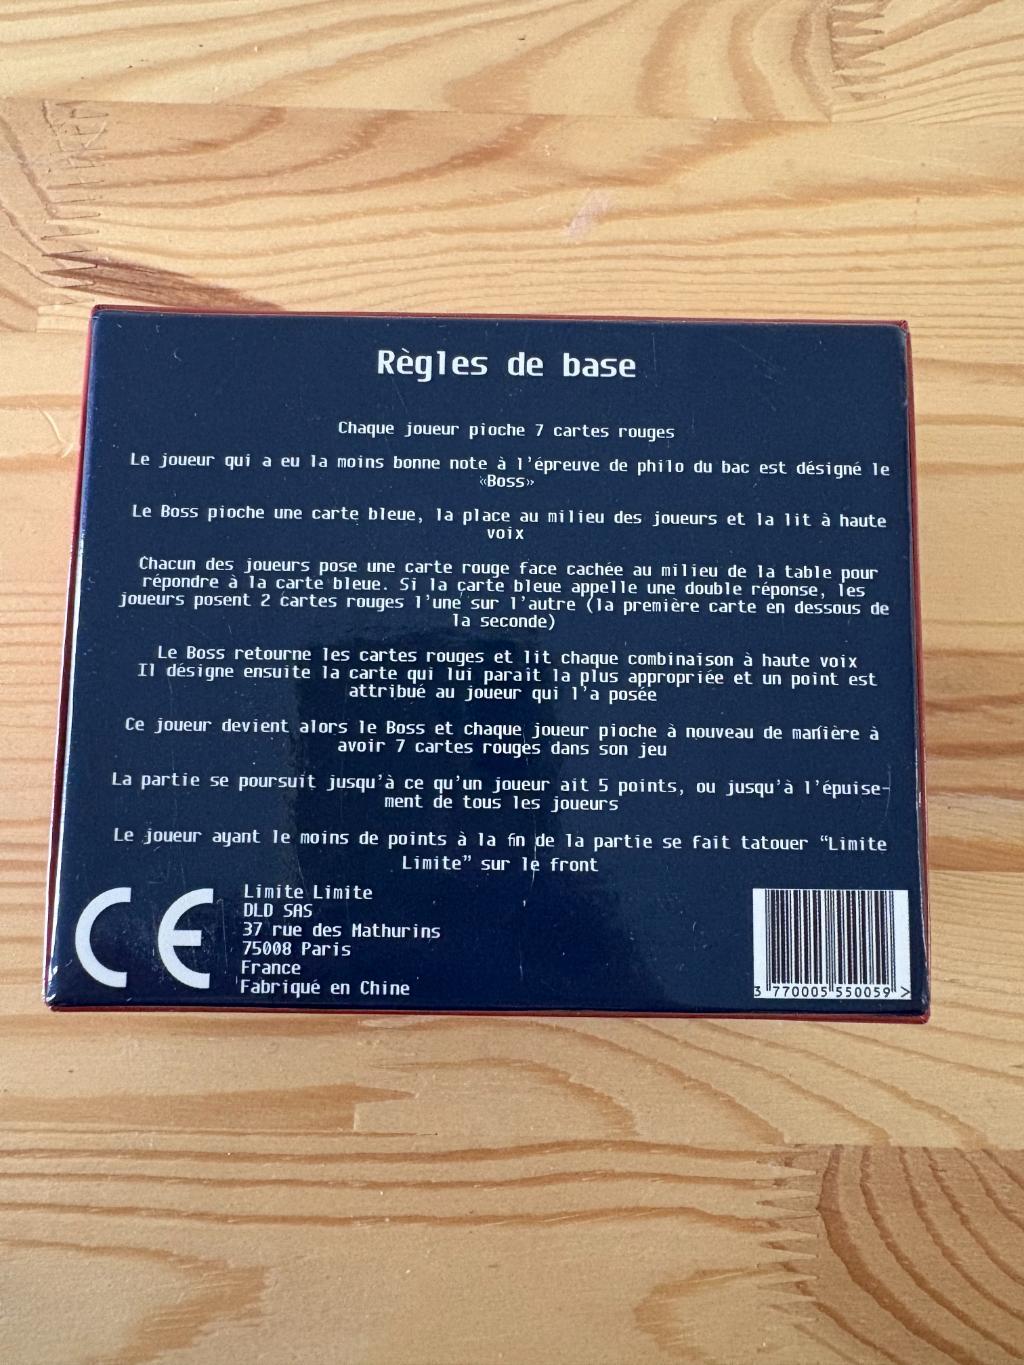 Règles de base
Chaque joueur pioche 7 cartes rouges
Le joueur qui a eu la moins bonne note à l'épreuve de philo du bac est désigné le
«Boss»
Le Boss pioche une carte bleue, la place au milieu des joueurs et la lit à haute
voix
Chacun des joueurs pose une carte rouge face cachée au milieu de la table pour
répondre à la carte bleue. Si la carte bleue appelle une double réponse, les
joueurs posent 2 cartes rouges l'une sur l'autre (la première carte en dessous de
la seconde)
Le Boss retourne les cartes rouges et lit chaque combinaison à haute voix
Il désigne ensuite la carte qui lui paraît la plus appropriée et un point est
attribué au joueur qui l'a posée
Ce joueur devient alors le Boss et chaque joueur pioche à nouveau de manière à
avoir 7 cartes rouges dans son jeu
La partie se poursuit jusqu'à ce qu'un joueur ait 5 points, ou jusqu'à l'épuise-
ment de tous les joueurs
Le joueur ayant le moins de points à la fin de la partie se fait tatouer “Limite
Limite” sur le front
CE
Limite Limite
DLD SAS
37 rue des Mathurins
75008 Paris
France
Fabriqué en Chine
3 770005 550059 >